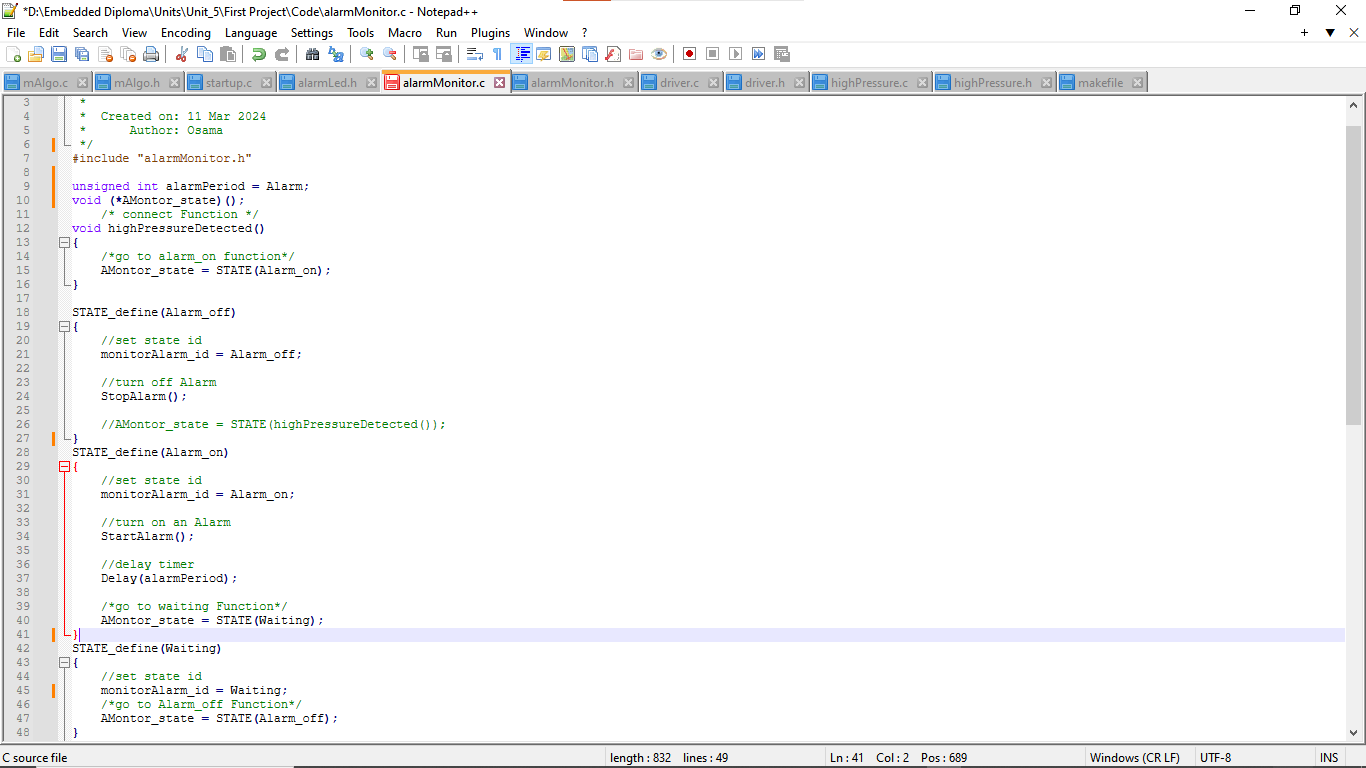 *D:\Embedded Diploma\Units\Unit_5\First Project\Code\alarmMonitor.c - Notepad++
File Edit Search View Encoding Language Settings Tools Macro Run Plugins Window ? + ▼ X
mAlgo.c mAlgo.h startup.c alarmLed.h alarmMonitor.c alarmMonitor.h driver.c driver.h highPressure.c highPressure.h makefile
3 *
4 * Created on: 11 Mar 2024
5 * Author: Osama
6 */
7 #include "alarmMonitor.h"
8
9 unsigned int alarmPeriod = Alarm;
10 void (*AMontor_state)();
11 /* connect Function */
12 void highPressureDetected()
13 {
14 /*go to alarm_on function*/
15 AMontor_state = STATE(Alarm_on);
16 }
17
18 STATE_define(Alarm_off)
19 {
20 //set state id
21 monitorAlarm_id = Alarm_off;
22
23 //turn off Alarm
24 StopAlarm();
25
26 //AMontor_state = STATE(highPressureDetected());
27 }
28 STATE_define(Alarm_on)
29 {
30 //set state id
31 monitorAlarm_id = Alarm_on;
32
33 //turn on an Alarm
34 StartAlarm();
35
36 //delay timer
37 Delay(alarmPeriod);
38
39 /*go to waiting Function*/
40 AMontor_state = STATE(Waiting);
41 }
42 STATE_define(Waiting)
43 {
44 //set state id
45 monitorAlarm_id = Waiting;
46 /*go to Alarm_off Function*/
47 AMontor_state = STATE(Alarm_off);
48 }
C source file length : 832 lines : 49 Ln : 41 Col : 2 Pos : 689 Windows (CR LF) UTF-8 INS